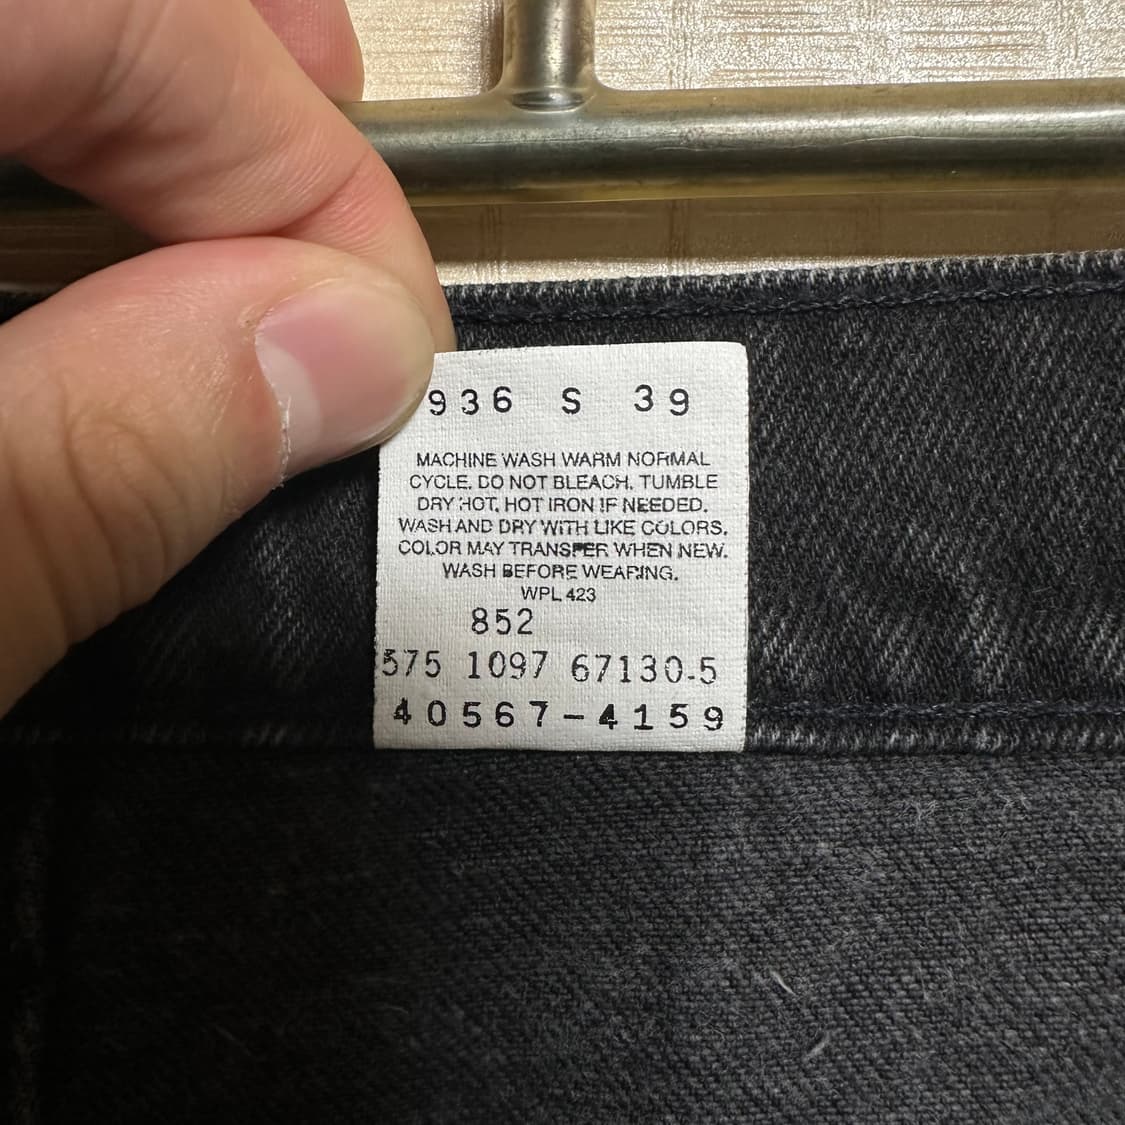 936 S 39
MACHINE WASH WARM NORMAL
CYCLE. DO NOT BLEACH. TUMBLE
DRY HOT. HOT IRON IF NEEDED.
WASH AND DRY WITH LIKE COLORS.
COLOR MAY TRANSFER WHEN NEW.
WASH BEFORE WEARING.
WPL 423
852
575 1097 67130-5
40567-4159